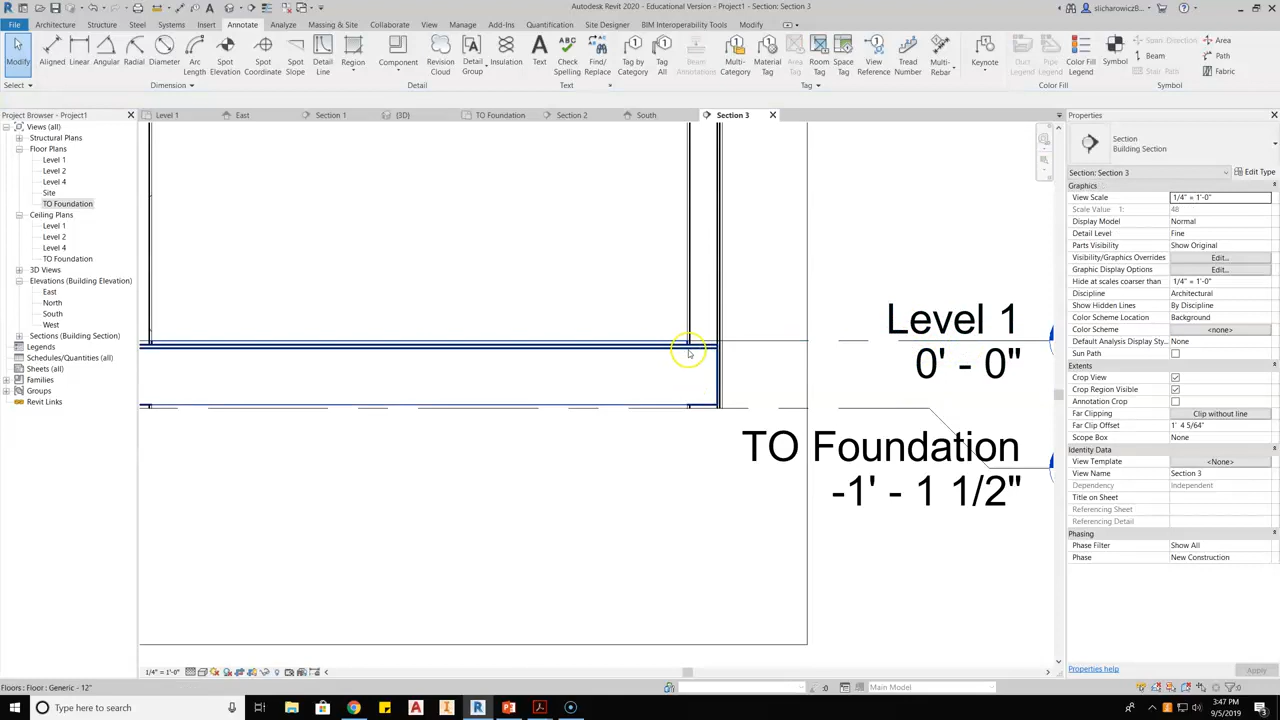 Autodesk Revit 2020 - Educational Version - Project1 - Section: Section 3
slicharowicz8...
File Architecture Structure Steel Systems Insert Annotate Analyze Massing & Site Collaborate View Manage Add-Ins Quantification Site Designer BIM Interoperability Tools Modify
Modify Aligned Linear Angular Radial Diameter Arc Length Spot Elevation Spot Coordinate Spot Slope Detail Line Region Component Revision Cloud Detail Group Insulation Text Check Spelling Find/ Replace Tag by Category Tag All Beam Annotations Multi- Category Material Tag Area Tag Room Tag Space Tag View Reference Tread Number Multi- Rebar Keynote Duct Legend Pipe Legend Color Fill Legend Symbol Span Direction Beam Stair Path Area Path Fabric
Select Dimension Detail Text Tag Color Fill Symbol
Project Browser - Project1
Views (all)
Structural Plans
Floor Plans
Level 1
Level 2
Level 4
Site
TO Foundation
Ceiling Plans
Level 1
Level 2
Level 4
TO Foundation
3D Views
Elevations (Building Elevation)
East
North
South
West
Sections (Building Section)
Legends
Schedules/Quantities (all)
Sheets (all)
Families
Groups
Revit Links
Level 1 East Section 1 {3D} TO Foundation Section 2 South Section 3
Level 1
0' - 0"
TO Foundation
-1' - 1 1/2"
Properties
Section
Building Section
Section: Section 3 Edit Type
Graphics
View Scale 1/4" = 1'-0"
Scale Value 1: 48
Display Model Normal
Detail Level Fine
Parts Visibility Show Original
Visibility/Graphics Overrides Edit...
Graphic Display Options Edit...
Hide at scales coarser than 1/4" = 1'-0"
Discipline Architectural
Show Hidden Lines By Discipline
Color Scheme Location Background
Color Scheme <none>
Default Analysis Display Sty... None
Sun Path
Extents
Crop View
Crop Region Visible
Annotation Crop
Far Clipping Clip without line
Far Clip Offset 1' 4 5/64"
Scope Box None
Identity Data
View Template <None>
View Name Section 3
Dependency Independent
Title on Sheet
Referencing Sheet
Referencing Detail
Phasing
Phase Filter Show All
Phase New Construction
Properties help Apply
1/4" = 1'-0"
Floors : Floor : Generic - 12"
:0 Main Model :0
Type here to search
3:47 PM
9/5/2019